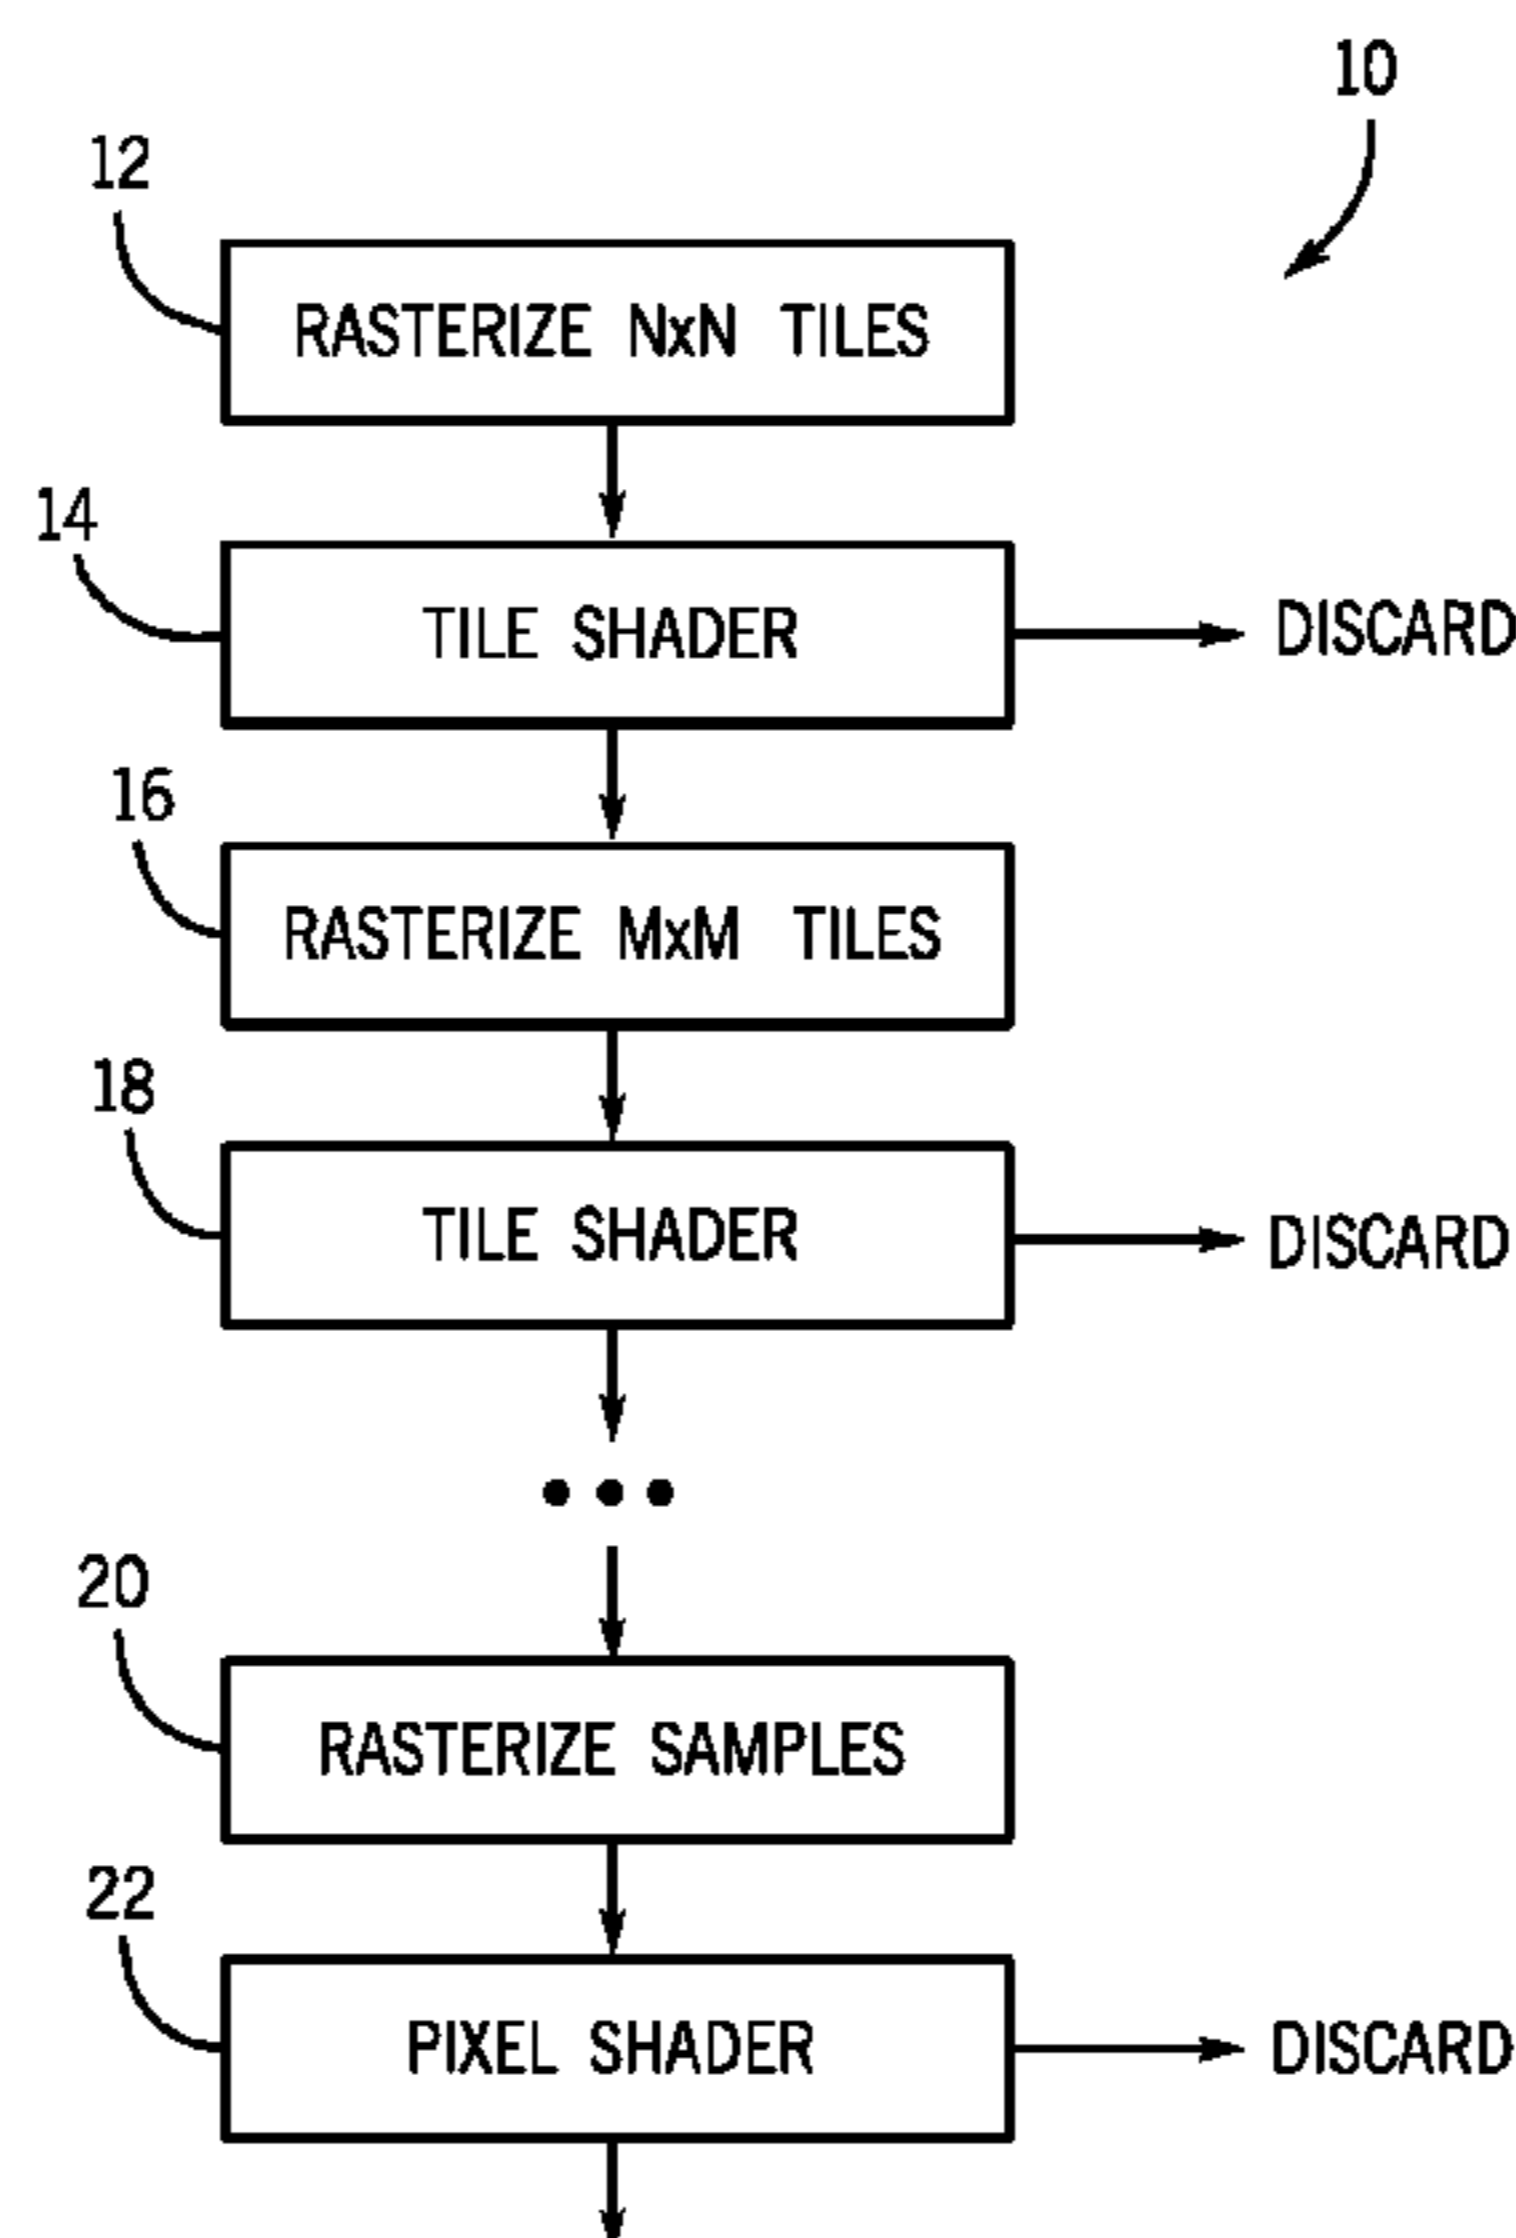 10
12
RASTERIZE NxN TILES
14
TILE SHADER
DISCARD
16
RASTERIZE MxM TILES
18
TILE SHADER
DISCARD
20
RASTERIZE SAMPLES
22
PIXEL SHADER
DISCARD